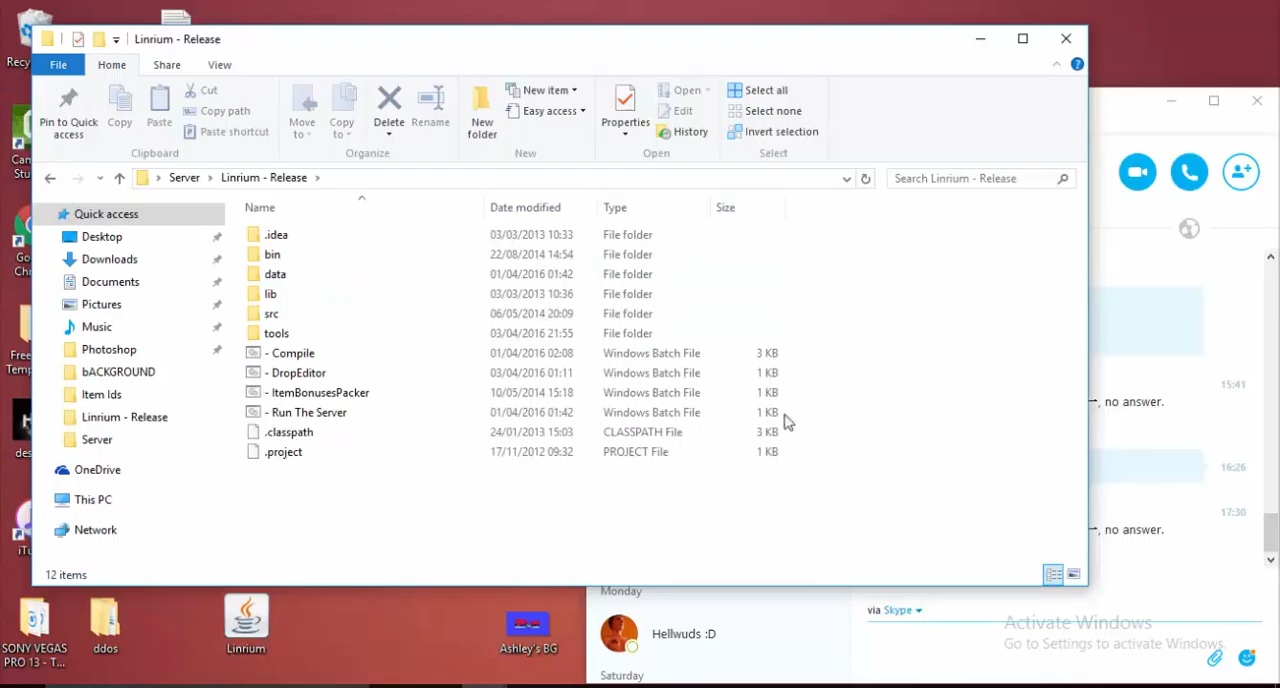 Linrium - Release
File Home Share View
Pin to Quick access
Copy
Paste
Cut
Copy path
Paste shortcut
Clipboard
Move to
Copy to
Delete
Rename
Organize
New folder
New item
Easy access
New
Properties
Open
Edit
History
Open
Select all
Select none
Invert selection
Select
Server > Linrium - Release >
Search Linrium - Release
Name Date modified Type Size
Quick access
Desktop
Downloads
Documents
Pictures
Music
Photoshop
bACKGROUND
Item Ids
Linrium - Release
Server
OneDrive
This PC
Network
.idea 03/03/2013 10:33 File folder
bin 22/08/2014 14:54 File folder
data 01/04/2016 01:42 File folder
lib 03/03/2013 10:36 File folder
src 06/05/2014 20:09 File folder
tools 03/04/2016 21:55 File folder
- Compile 01/04/2016 02:08 Windows Batch File 3 KB
- DropEditor 03/04/2016 01:11 Windows Batch File 1 KB
- ItemBonusesPacker 10/05/2014 15:18 Windows Batch File 1 KB
- Run The Server 01/04/2016 01:42 Windows Batch File 1 KB
.classpath 24/01/2013 15:03 CLASSPATH File 3 KB
.project 17/11/2012 09:32 PROJECT File 1 KB
12 items
15:41
, no answer.
16:26
17:30
, no answer.
Monday
Hellwuds :D
Saturday
via Skype
Activate Windows
Go to Settings to activate Windows.
SONY VEGAS
PRO 13 - T...
ddos
Linrium
Ashley's BG